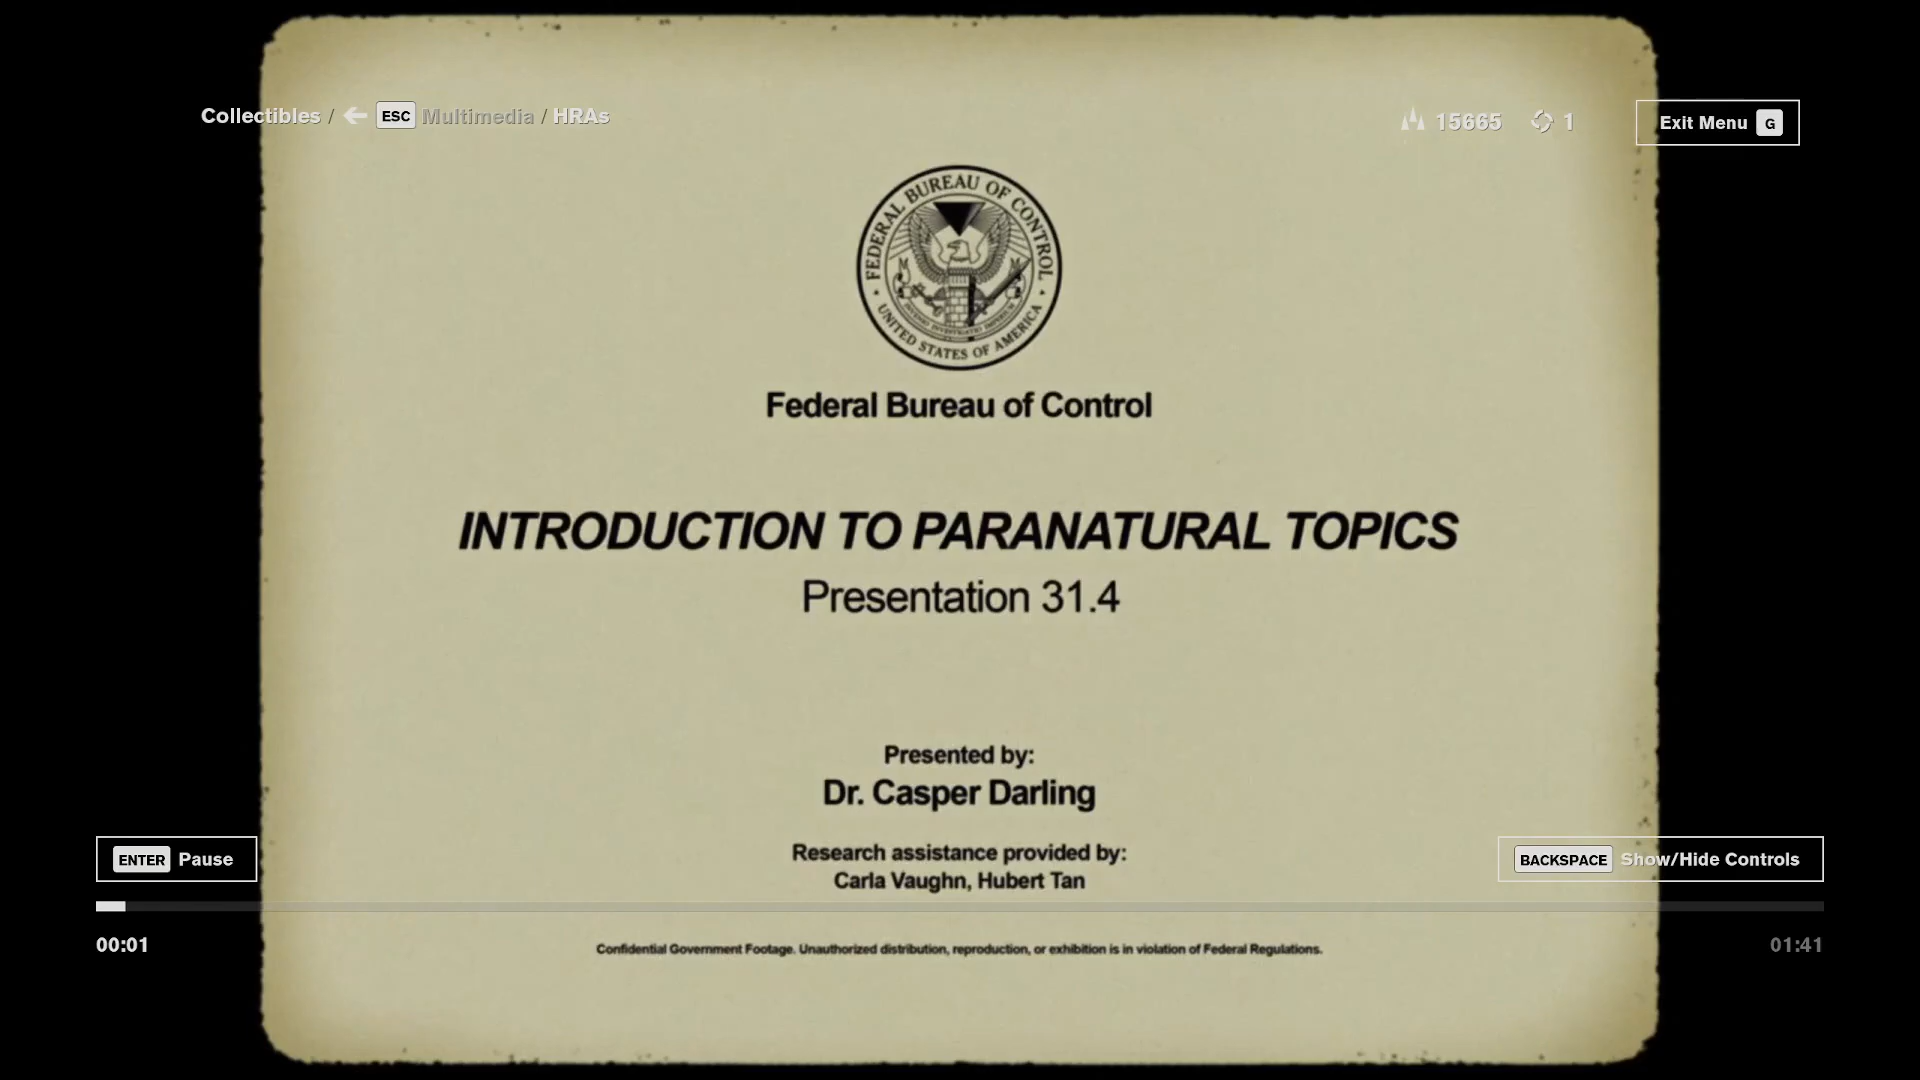 Collectibles / ESC Multimedia / HRAs
15665 1
Exit Menu G
FEDERAL BUREAU OF CONTROL
UNITED STATES OF AMERICA
Federal Bureau of Control
INTRODUCTION TO PARANATURAL TOPICS
Presentation 31.4
Presented by:
Dr. Casper Darling
Research assistance provided by:
Carla Vaughn, Hubert Tan
ENTER Pause
BACKSPACE Show/Hide Controls
00:01
01:41
Confidential Government Footage. Unauthorized distribution, reproduction, or exhibition is in violation of Federal Regulations.